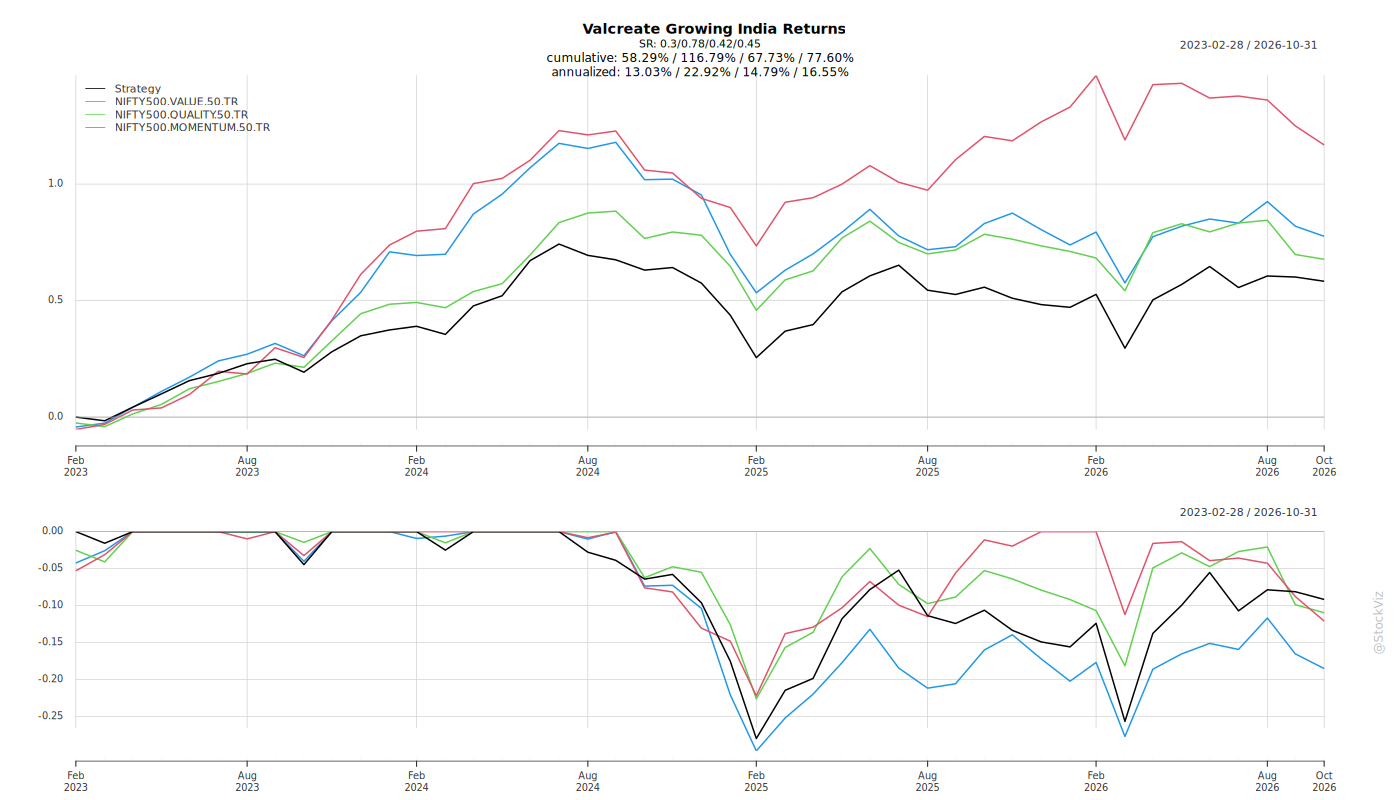 Valcreate Growing India Returns
SR: 0.3/0.78/0.42/0.45
cumulative: 58.29% / 116.79% / 67.73% / 77.60%
annualized: 13.03% / 22.92% / 14.79% / 16.55%
2023-02-28 / 2026-10-31
Strategy
NIFTY500.VALUE.50.TR
NIFTY500.QUALITY.50.TR
NIFTY500.MOMENTUM.50.TR
1.0
0.5
0.0
Feb Aug Feb Aug Feb Aug Feb Aug Oct
2023 2023 2024 2024 2025 2025 2026 2026 2026
2023-02-28 / 2026-10-31
0.00
-0.05
-0.10
-0.15
-0.20
-0.25
Feb Aug Feb Aug Feb Aug Feb Aug Oct
2023 2023 2024 2024 2025 2025 2026 2026 2026
@StockViz